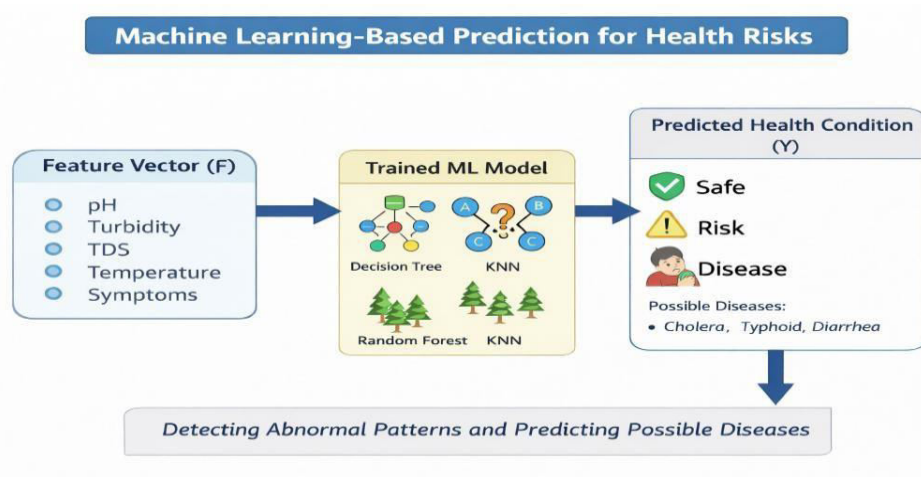 Machine Learning-Based Prediction for Health Risks
Feature Vector (F)
pH
Turbidity
TDS
Temperature
Symptoms
Trained ML Model
A
B
?
C
C
Decision Tree
KNN
Random Forest
KNN
Predicted Health Condition
(Y)
Safe
! Risk
Disease
Possible Diseases:
• Cholera, Typhoid, Diarrhea
Detecting Abnormal Patterns and Predicting Possible Diseases